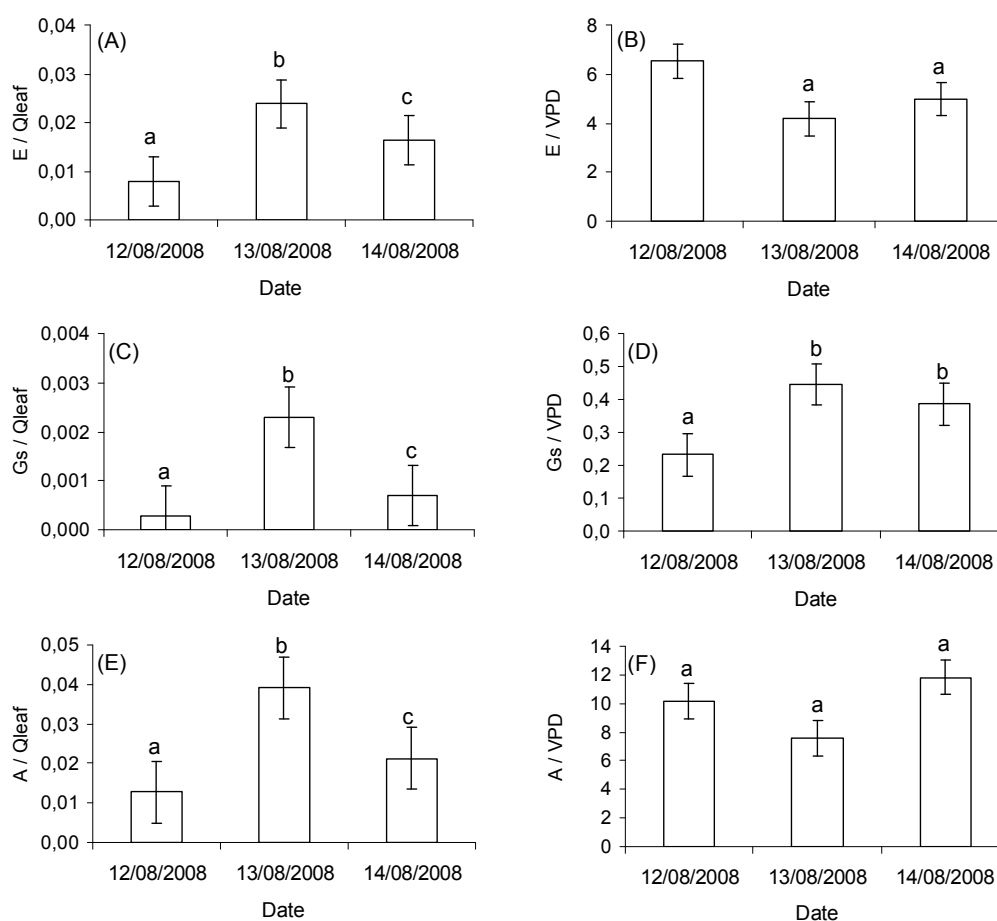 (A)
E / Qleaf
0,04
0,03
0,02
0,01
0,00
a
b
c
12/08/2008 13/08/2008 14/08/2008
Date
(B)
E / VPD
8
6
4
2
0
a
a
12/08/2008 13/08/2008 14/08/2008
Date
(C)
Gs / Qleaf
0,004
0,003
0,002
0,001
0,000
a
b
c
12/08/2008 13/08/2008 14/08/2008
Date
(D)
Gs / VPD
0,6
0,5
0,4
0,3
0,2
0,1
0,0
a
b
b
12/08/2008 13/08/2008 14/08/2008
Date
(E)
A / Qleaf
0,05
0,04
0,03
0,02
0,01
0,00
a
b
c
12/08/2008 13/08/2008 14/08/2008
Date
(F)
A / VPD
14
12
10
8
6
4
2
0
a
a
a
12/08/2008 13/08/2008 14/08/2008
Date